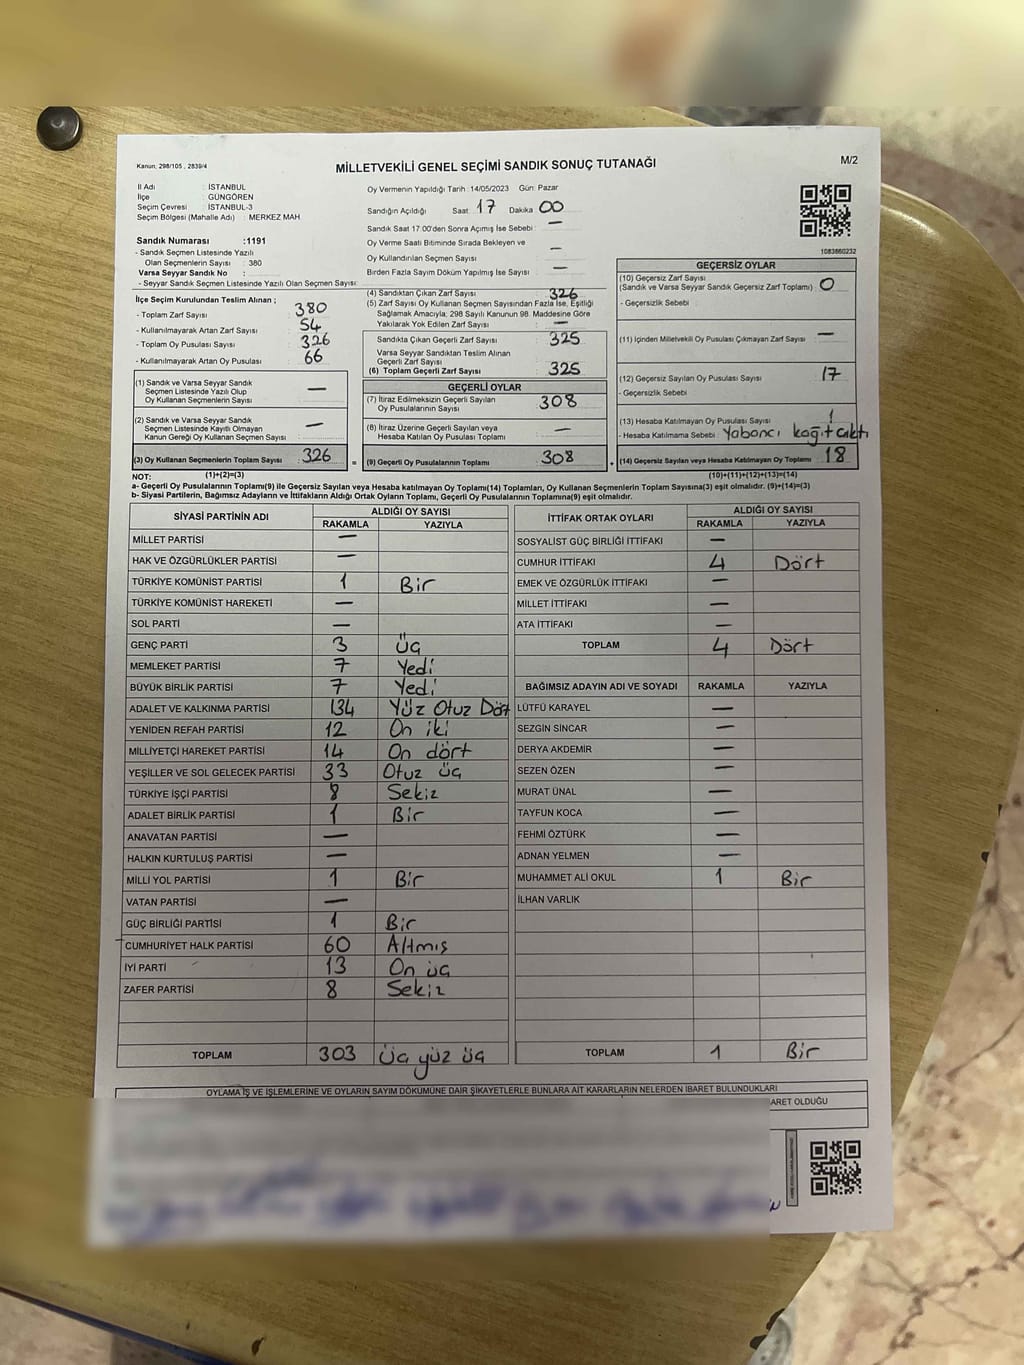 Kanun, 298/105 , 2839/4
MİLLETVEKİLİ GENEL SEÇİMİ SANDIK SONUÇ TUTANAĞI
M/2
İl Adı : İSTANBUL
İlçe : GÜNGÖREN
Seçim Çevresi : İSTANBUL-3
Seçim Bölgesi (Mahalle Adı) : MERKEZ MAH
Sandık Numarası :1191
- Sandık Seçmen Listesinde Yazılı
Olan Seçmenlerin Sayısı : 380
Varsa Seyyar Sandık No :
- Seyyar Sandık Seçmen Listesinde Yazılı Olan Seçmen Sayısı:
İlçe Seçim Kurulundan Teslim Alınan ;
- Toplam Zarf Sayısı : 380
- Kullanılmayarak Artan Zarf Sayısı : 54
- Toplam Oy Pusulası Sayısı : 326
- Kullanılmayarak Artan Oy Pusulası : 66
(1) Sandık ve Varsa Seyyar Sandık
Seçmen Listesinde Yazılı Olup
Oy Kullanan Seçmenlerin Sayısı : —
(2) Sandık ve Varsa Seyyar Sandık
Seçmen Listesinde Kayıtlı Olmayan
Kanun Gereği Oy Kullanan Seçmen Sayısı : —
(3) Oy Kullanan Seçmenlerin Toplam Sayısı : 326
Oy Vermenin Yapıldığı Tarih :14/05/2023 Gün: Pazar
Sandığın Açıldığı Saat 17 Dakika 00
Sandık Saat 17.00'den Sonra Açımış İse Sebebi : —
Oy Verme Saati Bitiminde Sırada Bekleyen ve
Oy Kullandırılan Seçmen Sayısı : —
Birden Fazla Sayım Döküm Yapılmış İse Sayısı : —
(4) Sandıktan Çıkan Zarf Sayısı : 326
(5) Zarf Sayısı Oy Kullanan Seçmen Sayısından Fazla İse, Eşitliği
Sağlamak Amacıyla; 298 Sayılı Kanunun 98. Maddesine Göre
Yakılarak Yok Edilen Zarf Sayısı : —
Sandıkta Çıkan Geçerli Zarf Sayısı : 325
Varsa Seyyar Sandıktan Teslim Alınan
Geçerli Zarf Sayısı
(6) Toplam Geçerli Zarf Sayısı : 325
GEÇERLİ OYLAR
(7) İtiraz Edilmeksizin Geçerli Sayılan
Oy Pusulalarının Sayısı : 308
(8) İtiraz Üzerine Geçerli Sayılan veya
Hesaba Katılan Oy Pusulası Toplamı : —
= (9) Geçerli Oy Pusulalarının Toplamı : 308
1083660232
GEÇERSİZ OYLAR
(10) Geçersiz Zarf Sayısı
(Sandık ve Varsa Seyyar Sandık Geçersiz Zarf Toplamı) : 0
- Geçersizlik Sebebi :
(11) İçinden Milletvekili Oy Pusulası Çıkmayan Zarf Sayısı : —
(12) Geçersiz Sayılan Oy Pusulası Sayısı : 17
- Geçersizlik Sebebi :
(13) Hesaba Katılmayan Oy Pusulası Sayısı : 1
- Hesaba Katılmama Sebebi : Yabancı kağıt çıktı
+ (14) Geçersiz Sayılan veya Hesaba Katılmayan Oy Toplamı : 18
NOT: (1)+(2)=(3) (10)+(11)+(12)+(13)=(14)
a- Geçerli Oy Pusulalarının Toplamı(9) ile Geçersiz Sayılan veya Hesaba katılmayan Oy Pusulası(14) Toplamları, Oy Kullanan Seçmenlerin Toplam Sayısına(3) eşit olmalıdır. (9)+(14)=(3)
b- Siyasi Partilerin, Bağımsız Adayların ve İttifakların Aldığı Ortak Oyların Toplamı, Geçerli Oy Pusulalarının Toplamına(9) eşit olmalıdır.
SİYASİ PARTİNİN ADI ALDIĞI OY SAYISI
RAKAMLA YAZIYLA
MİLLET PARTİSİ —
HAK VE ÖZGÜRLÜKLER PARTİSİ —
TÜRKİYE KOMÜNİST PARTİSİ 1 Bir
TÜRKİYE KOMÜNİST HAREKETİ —
SOL PARTİ —
GENÇ PARTİ 3 Üç
MEMLEKET PARTİSİ 7 Yedi
BÜYÜK BİRLİK PARTİSİ 7 Yedi
ADALET VE KALKINMA PARTİSİ 134 Yüz Otuz Dört
YENİDEN REFAH PARTİSİ 12 On iki
MİLLİYETÇİ HAREKET PARTİSİ 14 On dört
YEŞİLLER VE SOL GELECEK PARTİSİ 33 Otuz üç
TÜRKİYE İŞÇİ PARTİSİ 8 Sekiz
ADALET BİRLİK PARTİSİ 1 Bir
ANAVATAN PARTİSİ —
HALKIN KURTULUŞ PARTİSİ —
MİLLİ YOL PARTİSİ 1 Bir
VATAN PARTİSİ —
GÜÇ BİRLİĞİ PARTİSİ 1 Bir
CUMHURİYET HALK PARTİSİ 60 Altmış
İYİ PARTİ 13 On üç
ZAFER PARTİSİ 8 Sekiz
TOPLAM 303 Üç yüz üç
İTTİFAK ORTAK OYLARI ALDIĞI OY SAYISI
RAKAMLA YAZIYLA
SOSYALİST GÜÇ BİRLİĞİ İTTİFAKI —
CUMHUR İTTİFAKI 4 Dört
EMEK VE ÖZGÜRLÜK İTTİFAKI —
MİLLET İTTİFAKI —
ATA İTTİFAKI —
TOPLAM 4 Dört
BAĞIMSIZ ADAYIN ADI VE SOYADI RAKAMLA YAZIYLA
LÜTFÜ KARAYEL —
SEZGİN SİNCAR —
DERYA AKDEMİR —
SEZEN ÖZEN —
MURAT ÜNAL —
TAYFUN KOCA —
FEHMİ ÖZTÜRK —
ADNAN YELMEN —
MUHAMMET ALİ OKUL 1 Bir
İLHAN VARLIK
TOPLAM 1 Bir
OYLAMA İŞ VE İŞLEMLERİNE VE OYLARIN SAYIM DÖKÜMÜNE DAİR ŞİKAYETLERLE BUNLARA AİT KARARLARIN NELERDEN İBARET BULUNDUKLARI
ARET OLDUĞU